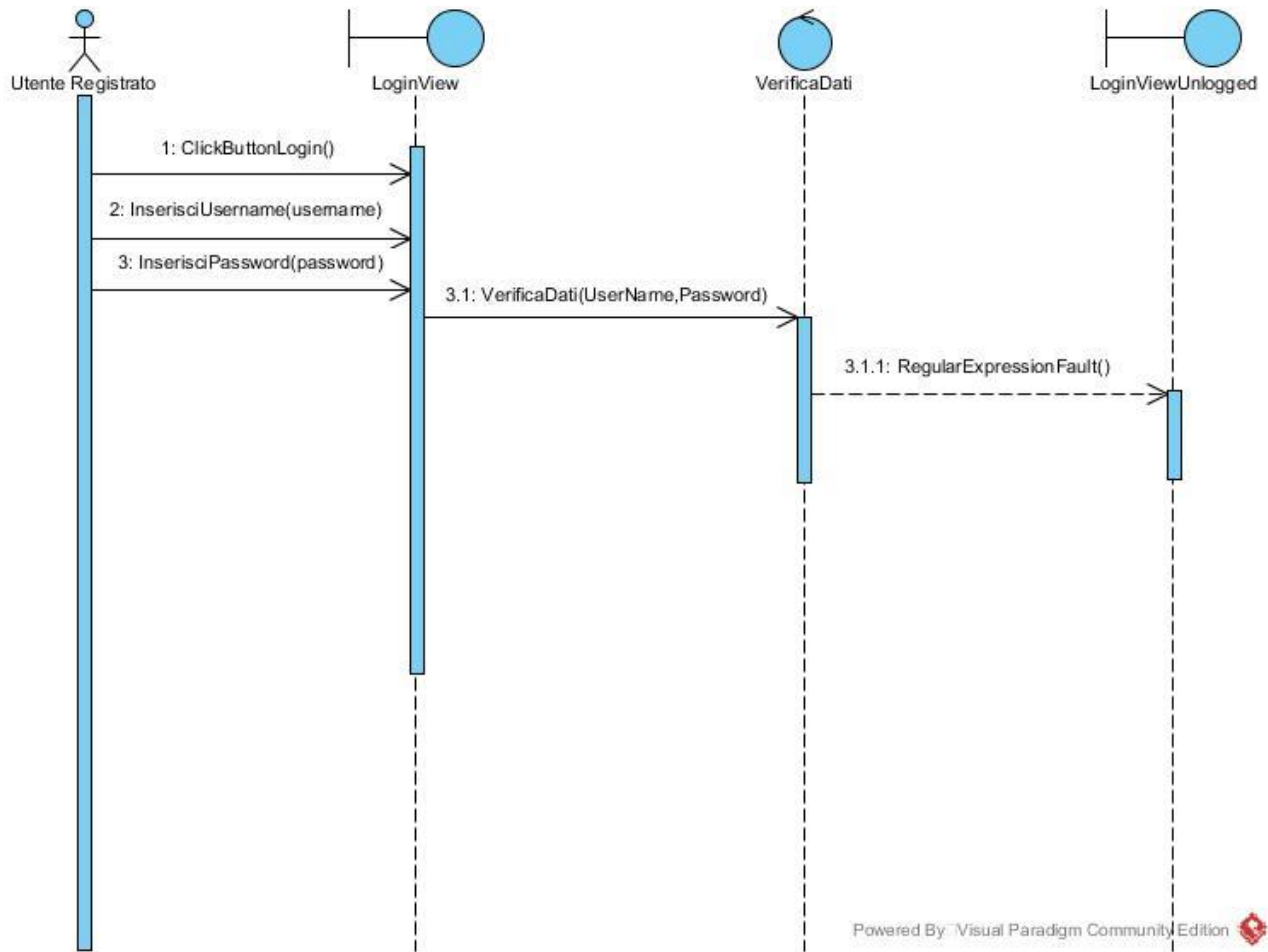 Utente Registrato
LoginView
VerificaDati
LoginViewUnlogged
1: ClickButtonLogin()
2: InserisciUsername(username)
3: InserisciPassword(password)
3.1: VerificaDati(UserName,Password)
3.1.1: RegularExpressionFault()
Powered By Visual Paradigm Community Edition